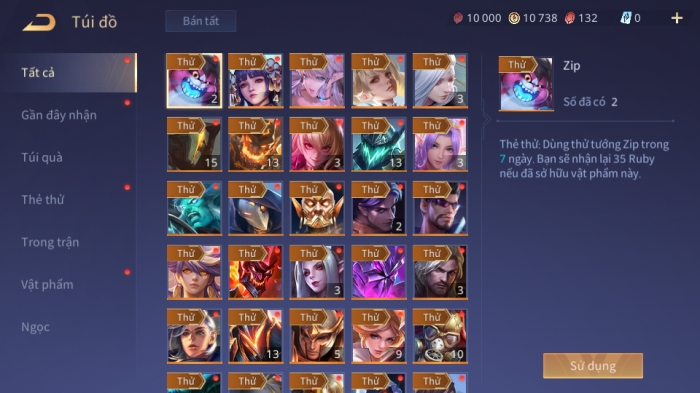 Túi đồ
Bán tất
10 000
10 738
132
0
+
Tất cả
Gần đây nhận
Túi quà
Thẻ thử
Trong trận
Vật phẩm
Ngọc
Thử Thử Thử Thử Thử
2 4 3
Thử Thử Thử Thử Thử
15 13 3 13 3
Thử Thử Thử Thử Thử
2
Thử Thử Thử Thử Thử
3 3
Thử Thử Thử Thử Thử
13 5 9 10
Thử Thử Thử Thử Thử
Thử
Zip
Số đã có 2
Thẻ thử: Dùng thử tướng Zip trong
7 ngày. Bạn sẽ nhận lại 35 Ruby
nếu đã sở hữu vật phẩm này.
Sử dụng